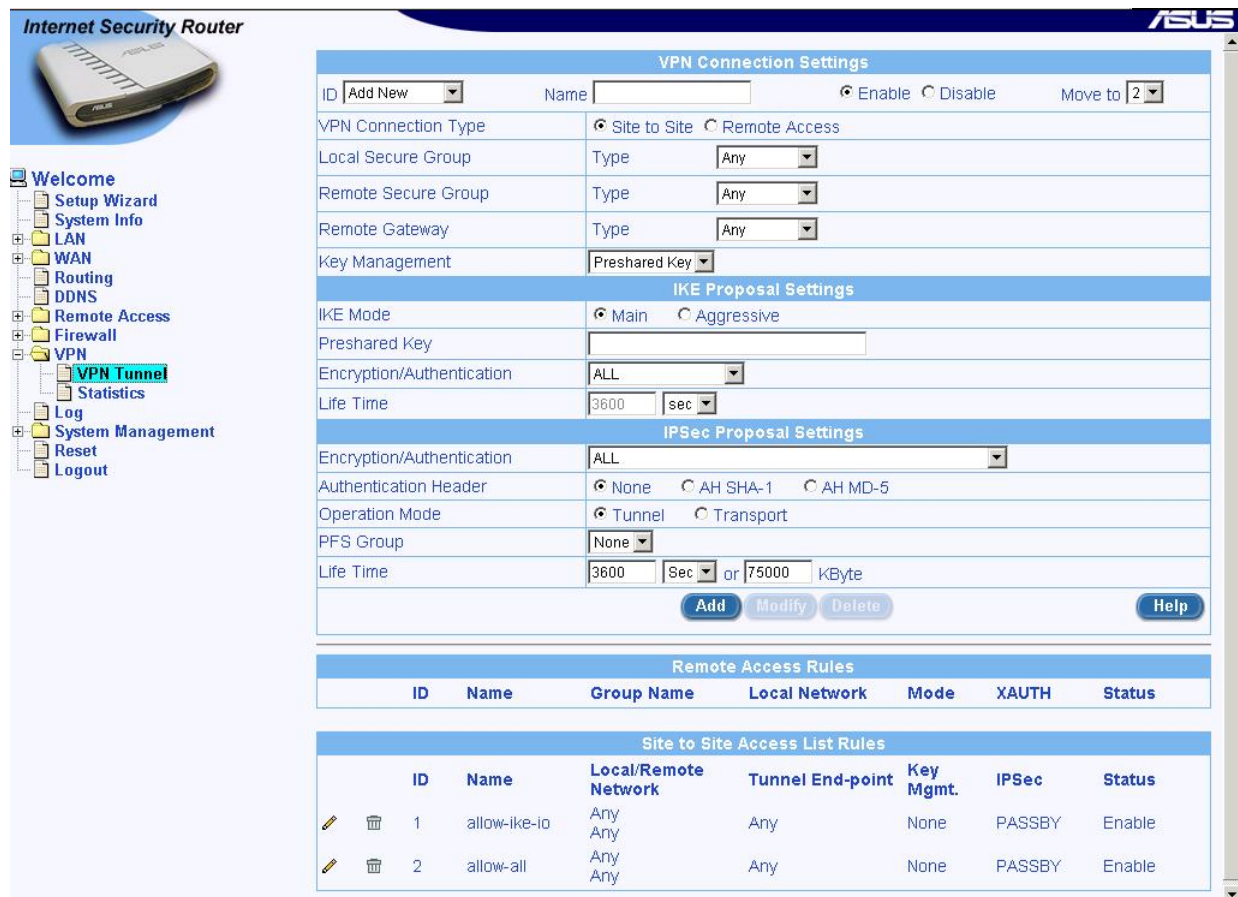 Internet Security Router
ASUS
Welcome
Setup Wizard
System Info
LAN
WAN
Routing
DDNS
Remote Access
Firewall
VPN
VPN Tunnel
Statistics
Log
System Management
Reset
Logout
VPN Connection Settings
ID Add New Name Enable Disable Move to 2
VPN Connection Type Site to Site Remote Access
Local Secure Group Type Any
Remote Secure Group Type Any
Remote Gateway Type Any
Key Management Preshared Key
IKE Proposal Settings
IKE Mode Main Aggressive
Preshared Key
Encryption/Authentication ALL
Life Time 3600 sec
IPSec Proposal Settings
Encryption/Authentication ALL
Authentication Header None AH SHA-1 AH MD-5
Operation Mode Tunnel Transport
PFS Group None
Life Time 3600 Sec or 75000 KByte
Add Modify Delete Help
Remote Access Rules
ID Name Group Name Local Network Mode XAUTH Status
Site to Site Access List Rules
ID Name Local/Remote Network Tunnel End-point Key Mgmt. IPSec Status
1 allow-ike-io Any Any Any None PASSBY Enable
2 allow-all Any Any Any None PASSBY Enable